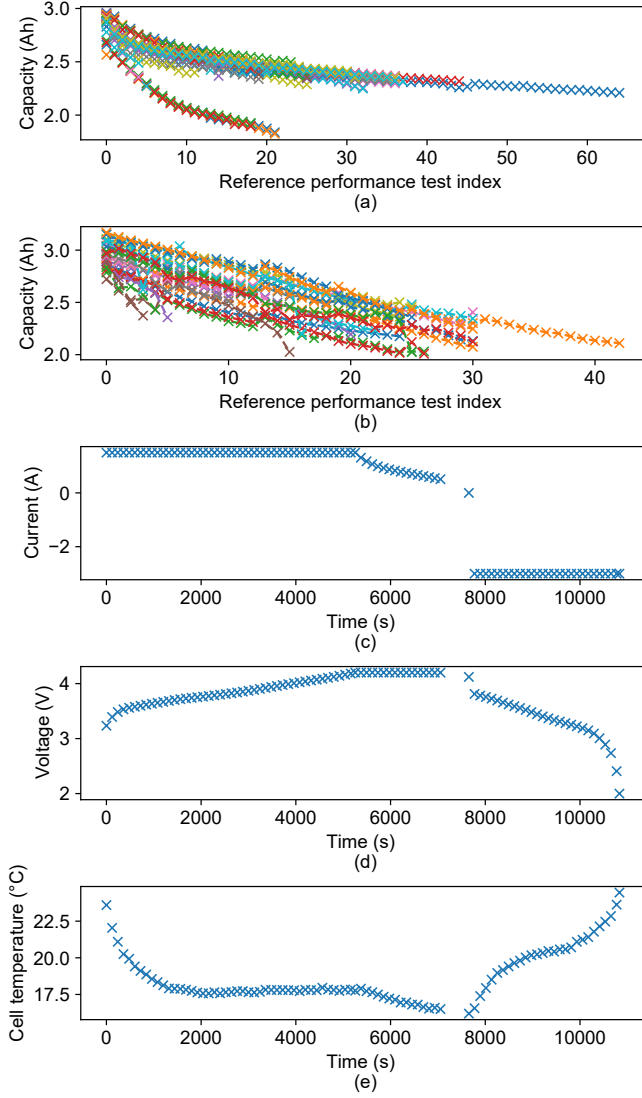 3.0
2.5
2.0
Capacity (Ah)
0 10 20 30 40 50 60
Reference performance test index
(a)
3.0
2.5
2.0
Capacity (Ah)
0 10 20 30 40
Reference performance test index
(b)
0
−2
Current (A)
0 2000 4000 6000 8000 10000
Time (s)
(c)
4
3
2
Voltage (V)
0 2000 4000 6000 8000 10000
Time (s)
(d)
22.5
20.0
17.5
Cell temperature (°C)
0 2000 4000 6000 8000 10000
Time (s)
(e)